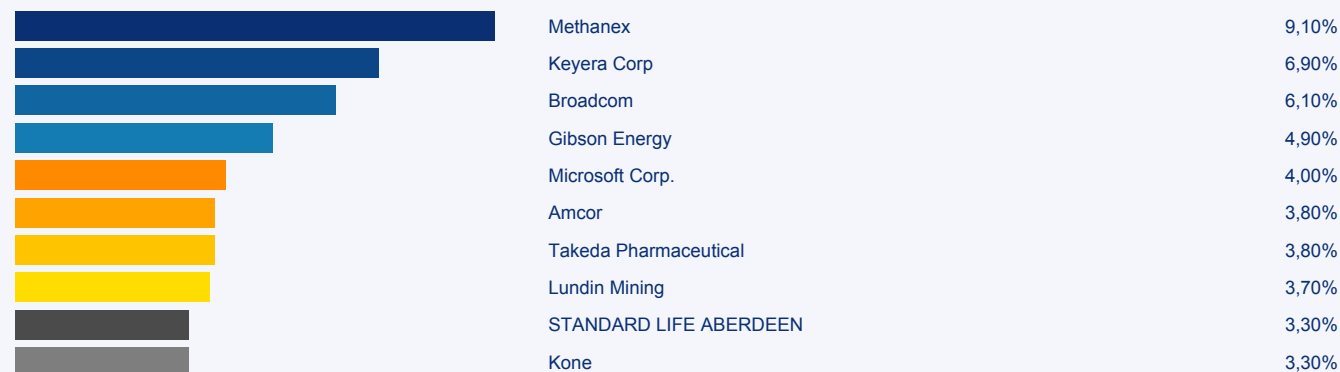 Methanex 9,10%
Keyera Corp 6,90%
Broadcom 6,10%
Gibson Energy 4,90%
Microsoft Corp. 4,00%
Amcor 3,80%
Takeda Pharmaceutical 3,80%
Lundin Mining 3,70%
STANDARD LIFE ABERDEEN 3,30%
Kone 3,30%